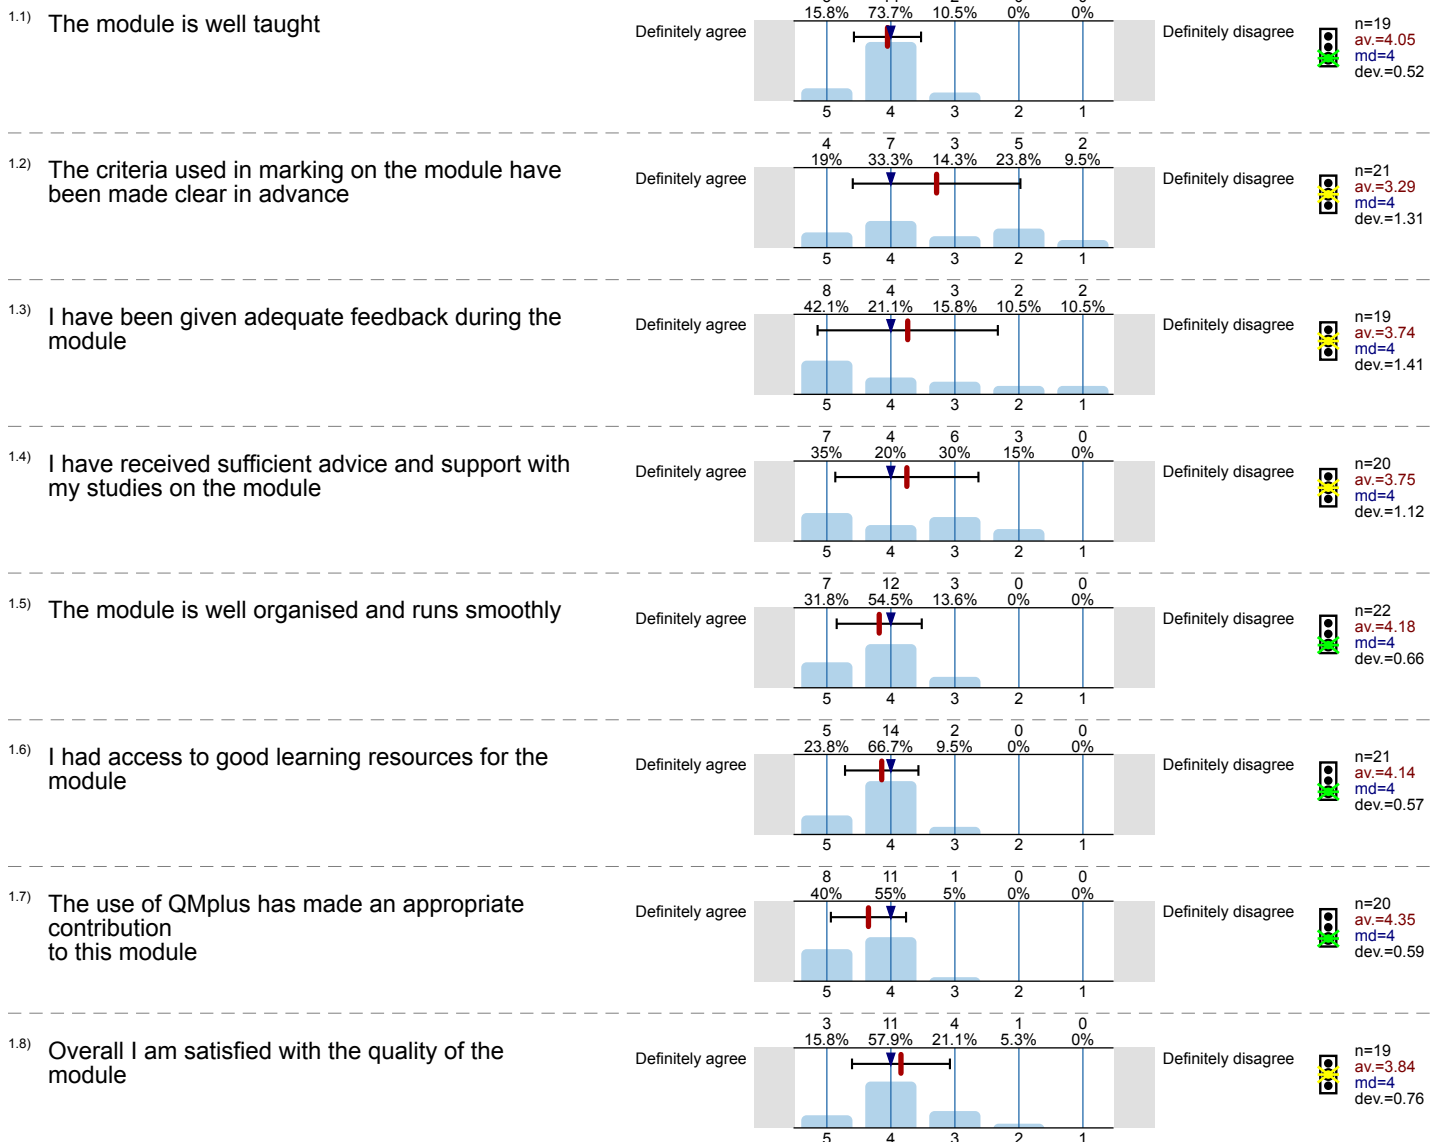 15.8% 73.7% 10.5% 0% 0%
1.1) The module is well taught
Definitely agree
Definitely disagree
n=19
av.=4.05
md=4
dev.=0.52
5 4 3 2 1
4 7 3 5 2
19% 33.3% 14.3% 23.8% 9.5%
1.2) The criteria used in marking on the module have
been made clear in advance
Definitely agree
Definitely disagree
n=21
av.=3.29
md=4
dev.=1.31
5 4 3 2 1
8 4 3 2 2
42.1% 21.1% 15.8% 10.5% 10.5%
1.3) I have been given adequate feedback during the
module
Definitely agree
Definitely disagree
n=19
av.=3.74
md=4
dev.=1.41
5 4 3 2 1
7 4 6 3 0
35% 20% 30% 15% 0%
1.4) I have received sufficient advice and support with
my studies on the module
Definitely agree
Definitely disagree
n=20
av.=3.75
md=4
dev.=1.12
5 4 3 2 1
7 12 3 0 0
31.8% 54.5% 13.6% 0% 0%
1.5) The module is well organised and runs smoothly
Definitely agree
Definitely disagree
n=22
av.=4.18
md=4
dev.=0.66
5 4 3 2 1
5 14 2 0 0
23.8% 66.7% 9.5% 0% 0%
1.6) I had access to good learning resources for the
module
Definitely agree
Definitely disagree
n=21
av.=4.14
md=4
dev.=0.57
5 4 3 2 1
8 11 1 0 0
40% 55% 5% 0% 0%
1.7) The use of QMplus has made an appropriate
contribution
to this module
Definitely agree
Definitely disagree
n=20
av.=4.35
md=4
dev.=0.59
5 4 3 2 1
3 11 4 1 0
15.8% 57.9% 21.1% 5.3% 0%
1.8) Overall I am satisfied with the quality of the
module
Definitely agree
Definitely disagree
n=19
av.=3.84
md=4
dev.=0.76
5 4 3 2 1